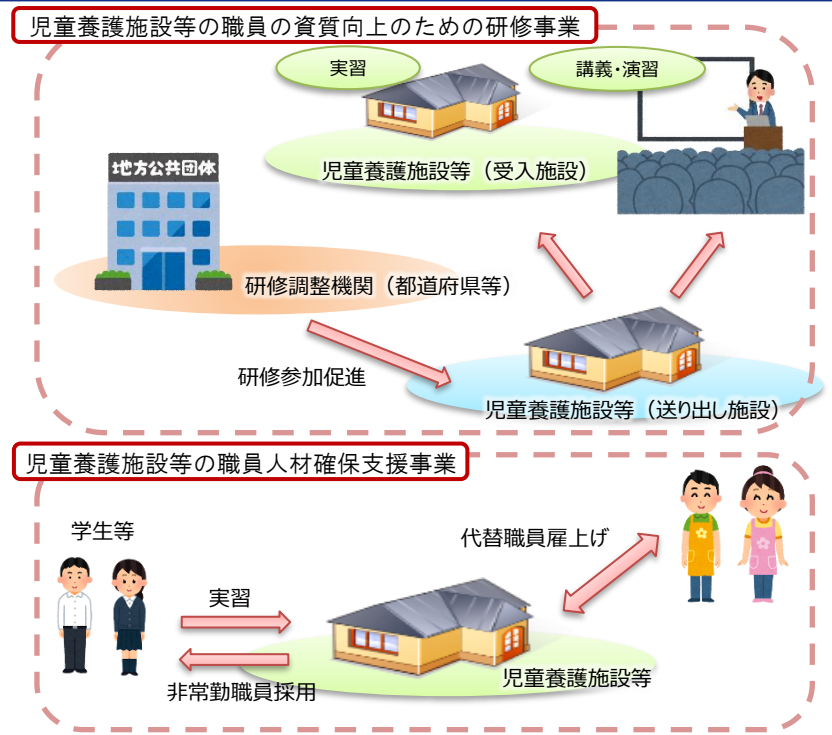 児童養護施設等の職員の資質向上のための研修事業
実習
講義・演習
児童養護施設等（受入施設）
地方公共団体
研修調整機関（都道府県等）
研修参加促進
児童養護施設等（送り出し施設）
児童養護施設等の職員人材確保支援事業
学生等
代替職員雇上げ
実習
児童養護施設等
非常勤職員採用